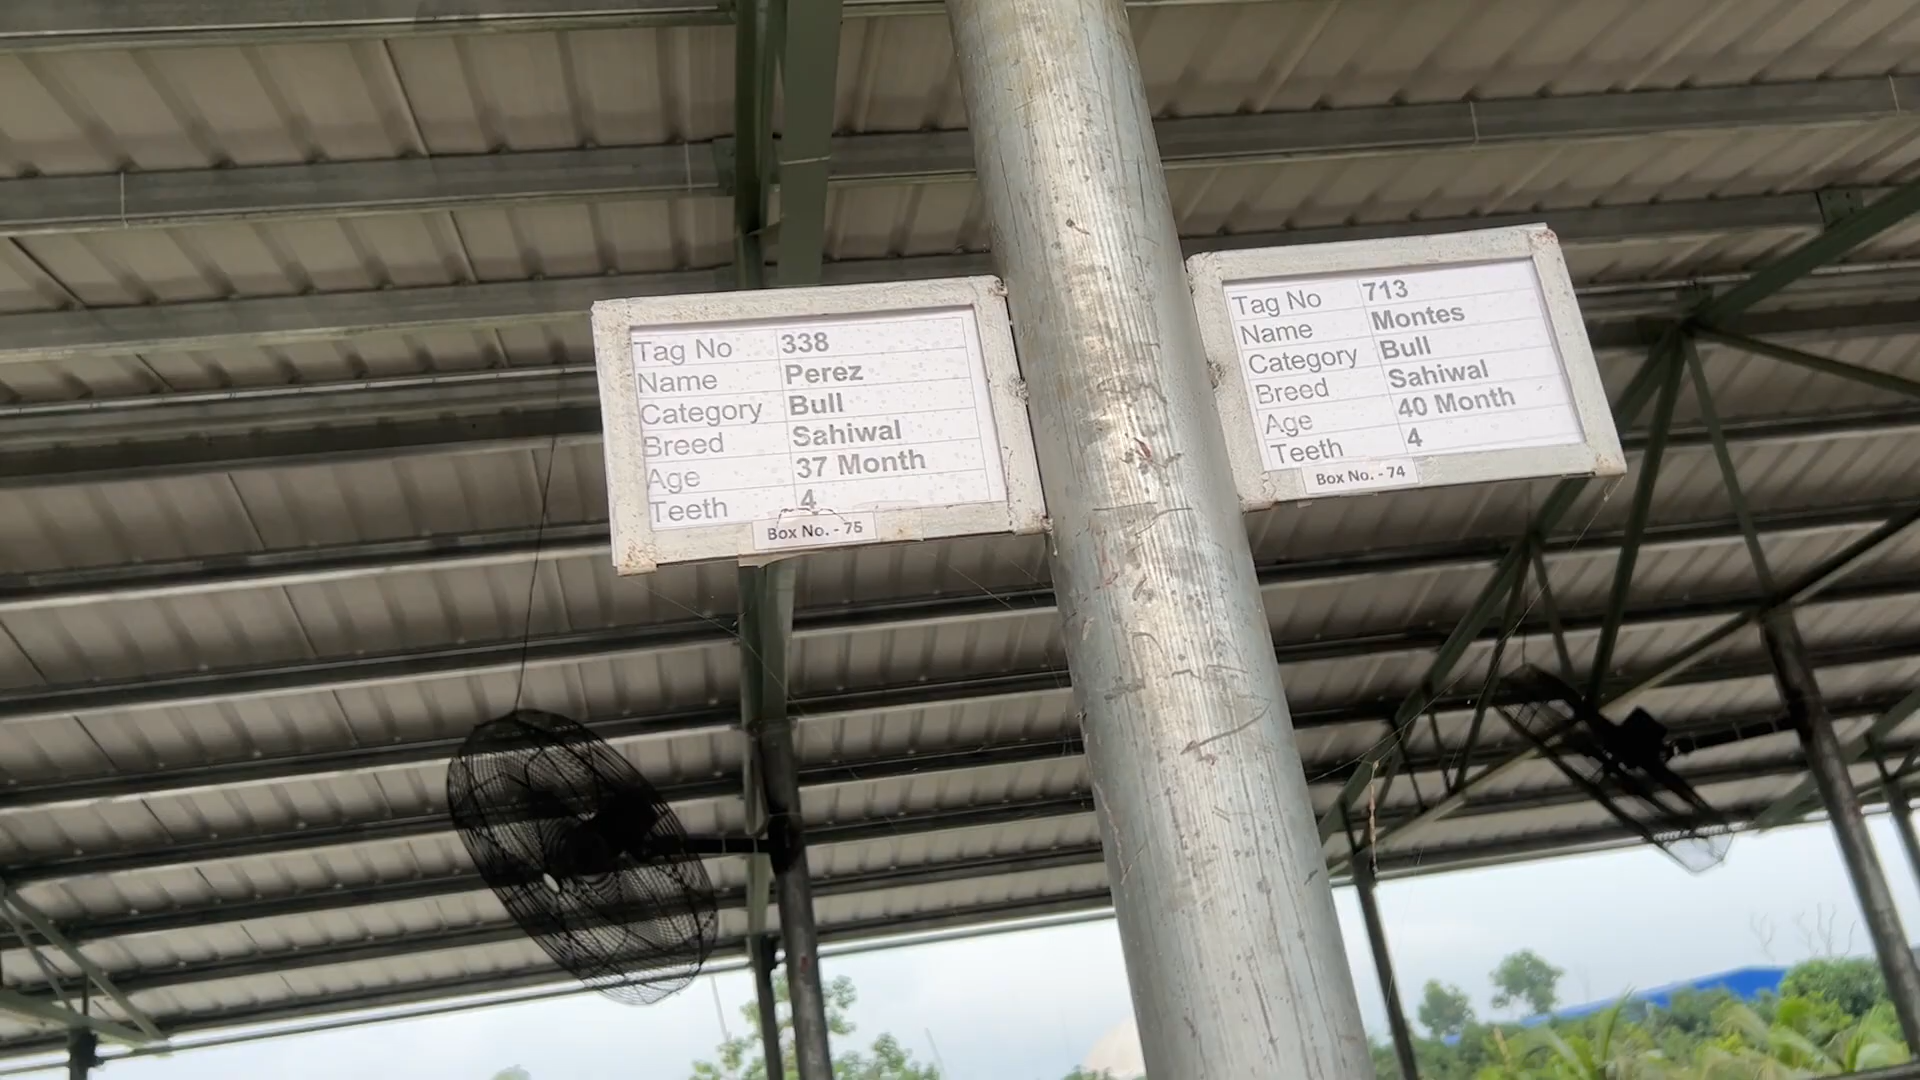 Tag No 338
Name Perez
Category Bull
Breed Sahiwal
Age 37 Month
Teeth 4
Box No. - 75
Tag No 713
Name Montes
Category Bull
Breed Sahiwal
Age 40 Month
Teeth 4
Box No. - 74